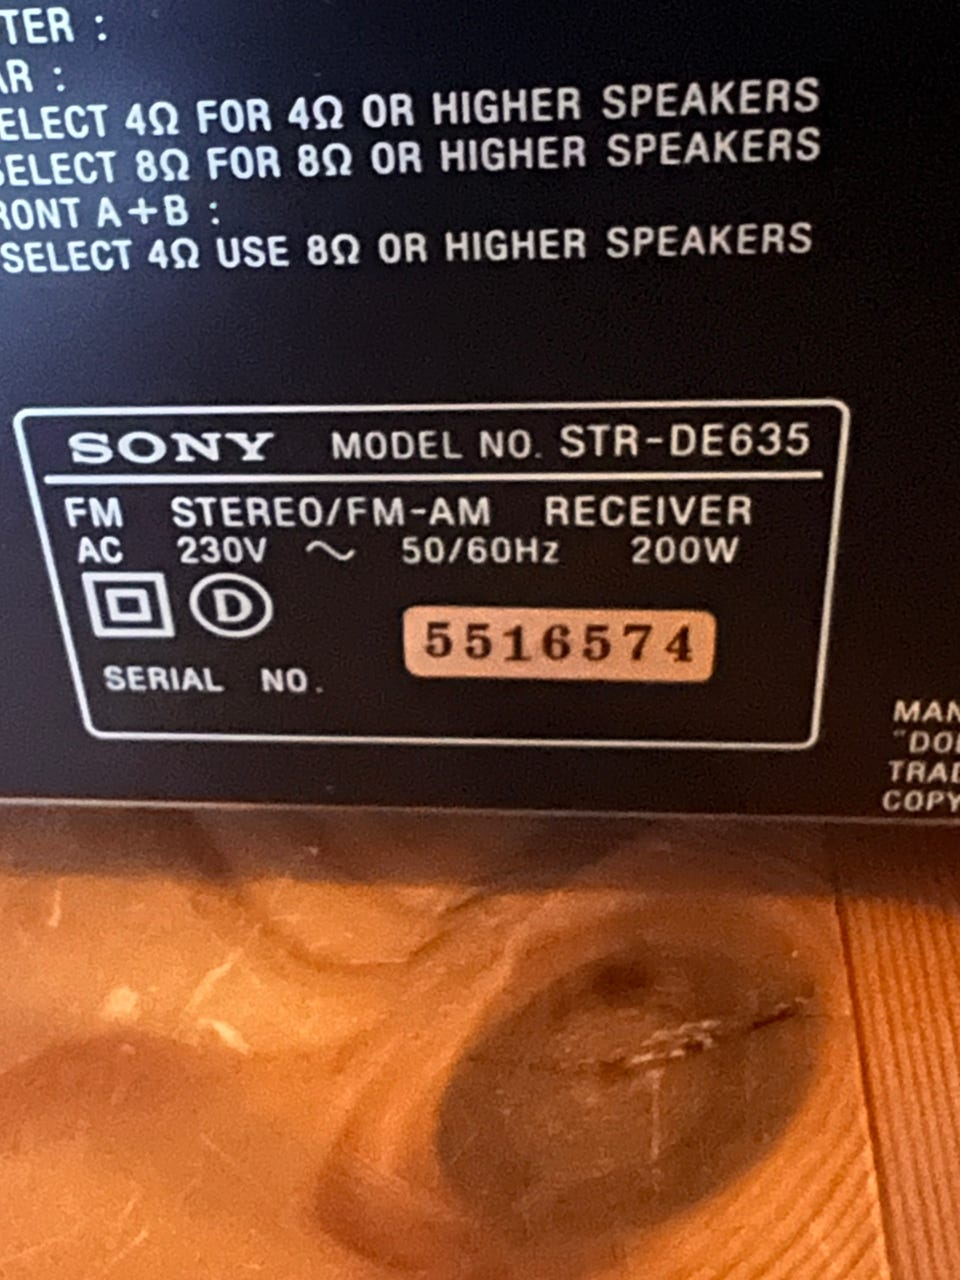 TER :
AR :
SELECT 4Ω FOR 4Ω OR HIGHER SPEAKERS
SELECT 8Ω FOR 8Ω OR HIGHER SPEAKERS
RONT A+B :
SELECT 4Ω USE 8Ω OR HIGHER SPEAKERS
SONY MODEL NO. STR-DE635
FM STEREO/FM-AM RECEIVER
AC 230V ～ 50/60Hz 200W
D
5516574
SERIAL NO.
MAN
"DOL
TRAD
COPY